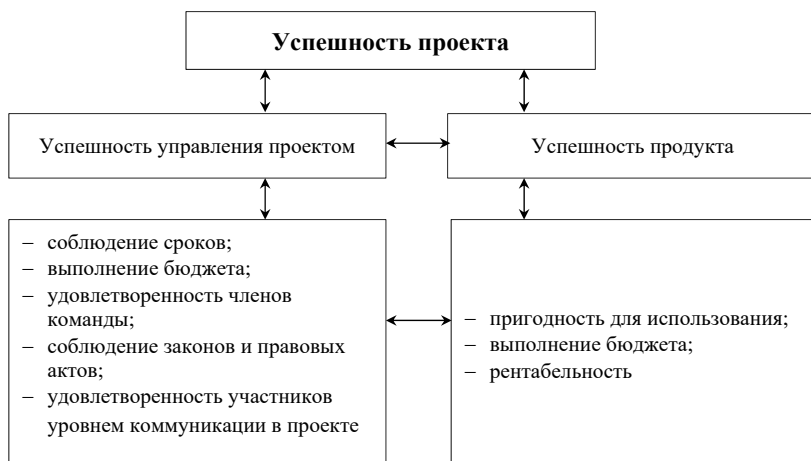 Успешность проекта
Успешность управления проектом
Успешность продукта
– соблюдение сроков;
– выполнение бюджета;
– удовлетворенность членов
команды;
– соблюдение законов и правовых
актов;
– удовлетворенность участников
уровнем коммуникации в проекте
– пригодность для использования;
– выполнение бюджета;
– рентабельность